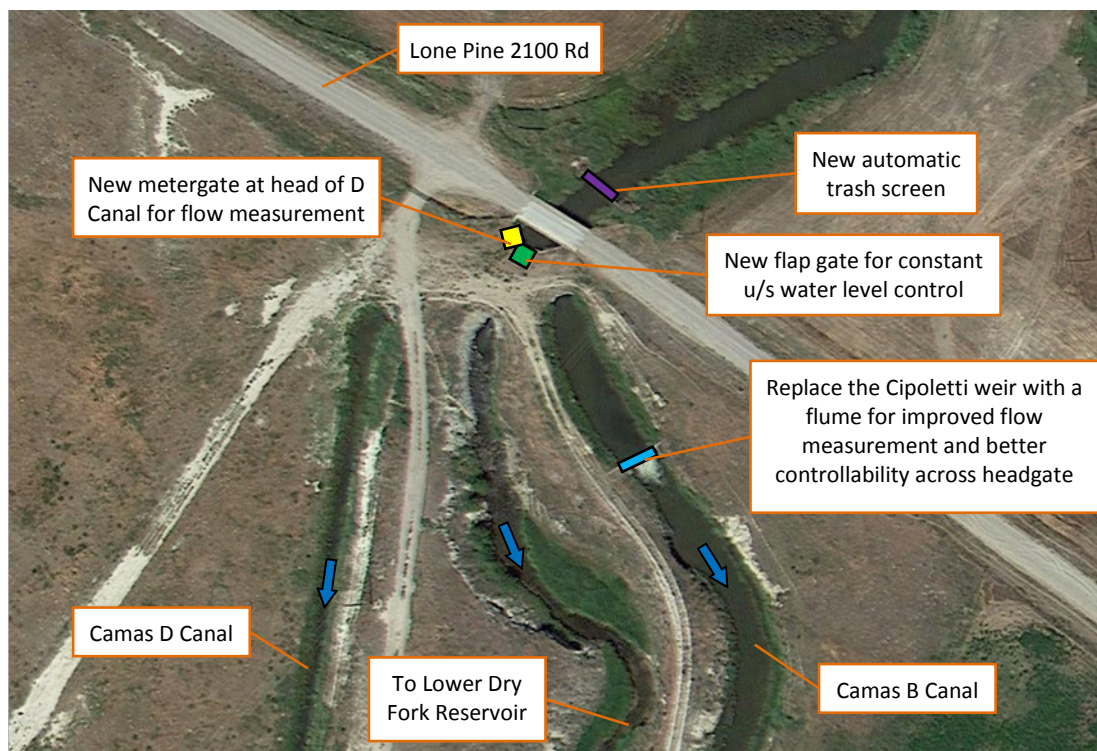 Lone Pine 2100 Rd
New automatic
trash screen
New metergate at head of D
Canal for flow measurement
New flap gate for constant
u/s water level control
Replace the Cipoletti weir with a
flume for improved flow
measurement and better
controllability across headgate
Camas D Canal
To Lower Dry
Fork Reservoir
Camas B Canal